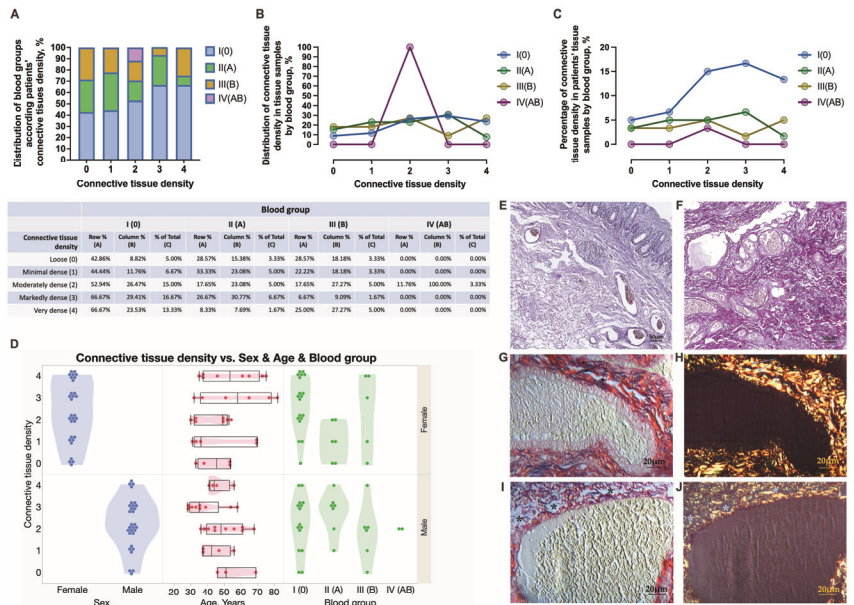 A
Distribution of blood groups
according patients'
connective tissues density, %
100
90
80
70
60
50
40
30
20
10
0
0 1 2 3 4
Connective tissue density
I(0)
II(A)
III(B)
IV(AB)
B
Distribution of connective tissue
density in tissue samples
by blood group, %
100
80
60
40
20
0
0 1 2 3 4
Connective tissue density
I(0)
II(A)
III(B)
IV(AB)
C
Percentage of connective
tissue density in patients' tissue
samples by blood group, %
20
15
10
5
0
0 1 2 3 4
Connective tissue density
I(0)
II(A)
III(B)
IV(AB)
Blood group
I (0) II (A) III (B) IV (AB)
Connective tissue density Row % (A) Column % (B) % of Total (C) Row % (A) Column % (B) % of Total (C) Row % (A) Column % (B) % of Total (C) Row % (A) Column % (B) % of Total (C)
Loose (0) 42.86% 8.82% 5.00% 28.57% 15.38% 3.33% 28.57% 18.18% 3.33% 0.00% 0.00% 0.00%
Minimal dense (1) 44.44% 11.76% 6.67% 33.33% 23.08% 5.00% 22.22% 18.18% 3.33% 0.00% 0.00% 0.00%
Moderately dense (2) 52.94% 26.47% 15.00% 17.65% 23.08% 5.00% 17.65% 27.27% 5.00% 11.76% 100.00% 3.33%
Markedly dense (3) 66.67% 29.41% 16.67% 26.67% 30.77% 6.67% 6.67% 9.09% 1.67% 0.00% 0.00% 0.00%
Very dense (4) 66.67% 23.53% 13.33% 8.33% 7.69% 1.67% 25.00% 27.27% 5.00% 0.00% 0.00% 0.00%
D
Connective tissue density vs. Sex & Age & Blood group
Connective tissue density
4
3
2
1
0
Female
4
3
2
1
0
Male
Female Male
Sex
20 30 40 50 60 70 80
Age, Years
I (0) II (A) III (B) IV (AB)
Blood group
E
F
G
20µm
H
20µm
I
* * *
20µm
J
* * *
20µm